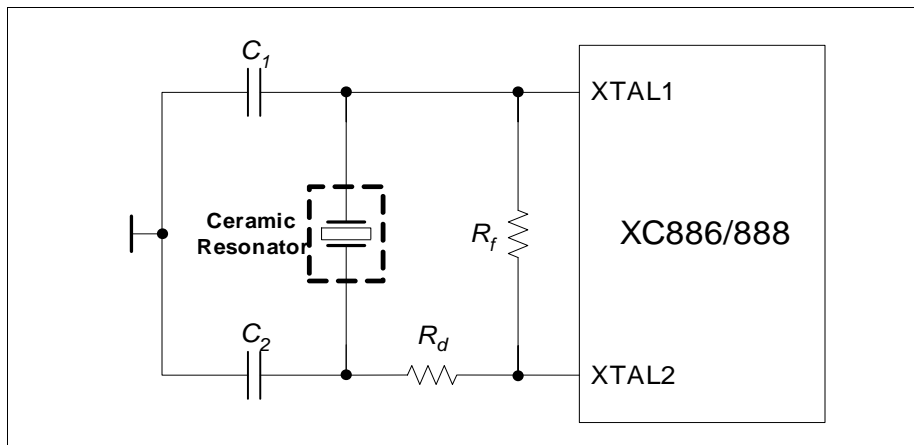 C1
XTAL1
Ceramic
Resonator
Rf
XC886/888
C2
Rd
XTAL2